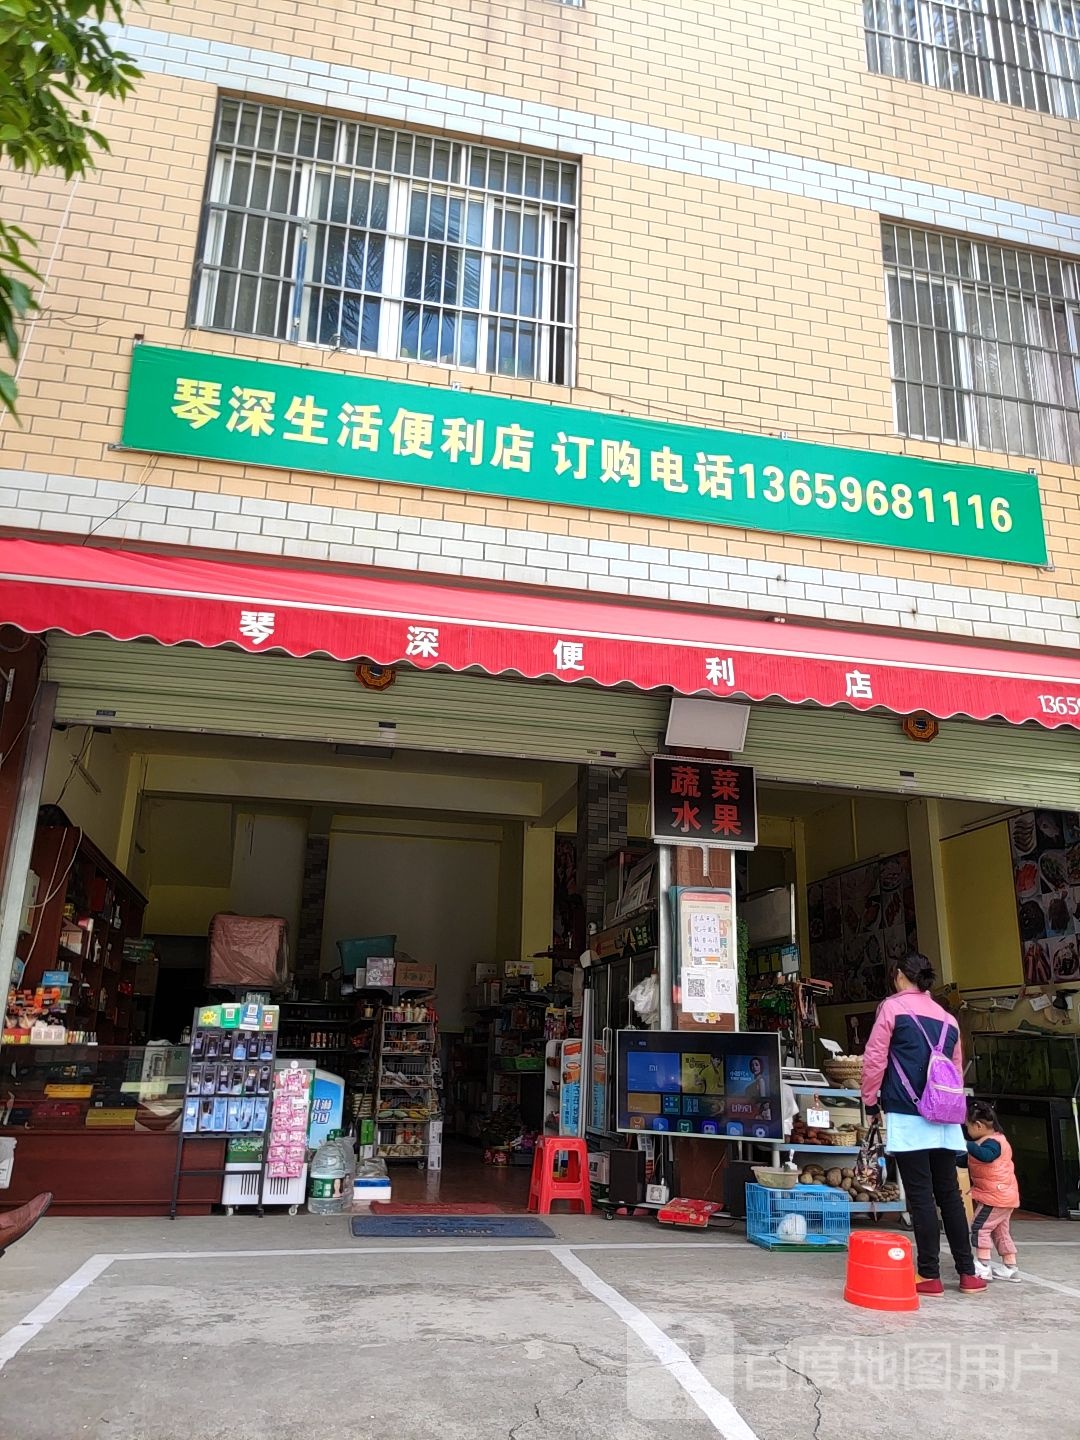 琴深生活便利店 订购电话13659681116
琴深便利店
1365
蔬菜
水果
百度地图用户